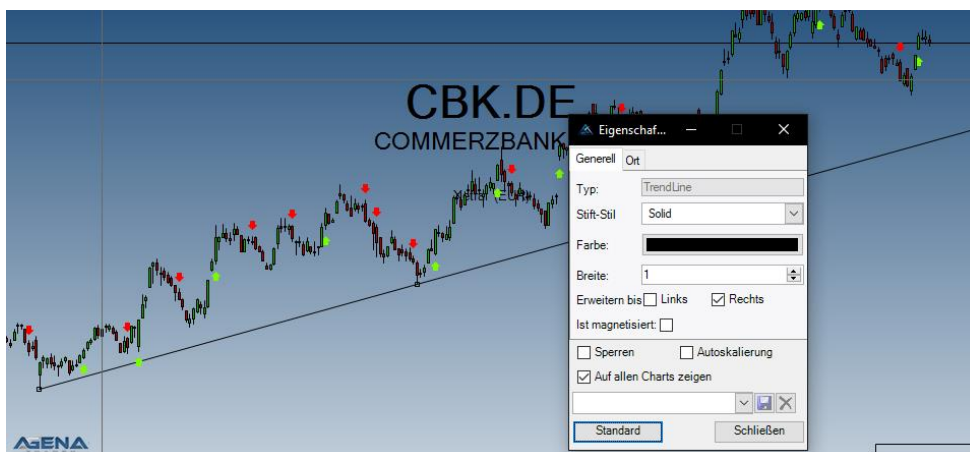 CBK.DE
COMMERZBANK
Eigenschaf...
Generell
Ort
Typ:
TrendLine
Stift-Stil
Solid
Farbe:
Breite:
1
Erweitern bis
Links
Rechts
Ist magnetisiert:
Sperren
Autoskalierung
Auf allen Charts zeigen
Standard
Schließen
AGENA